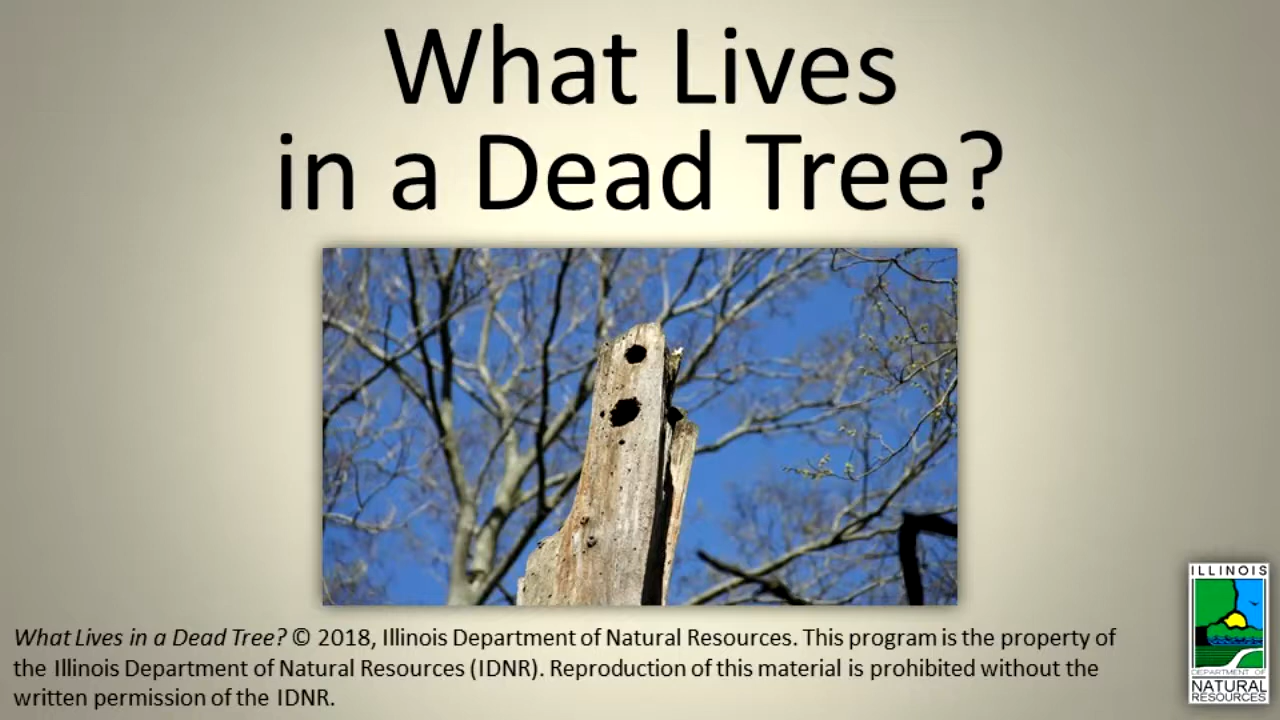 What Lives
in a Dead Tree?
What Lives in a Dead Tree? © 2018, Illinois Department of Natural Resources. This program is the property of
the Illinois Department of Natural Resources (IDNR). Reproduction of this material is prohibited without the
written permission of the IDNR.
ILLINOIS
DEPARTMENT OF
NATURAL
RESOURCES